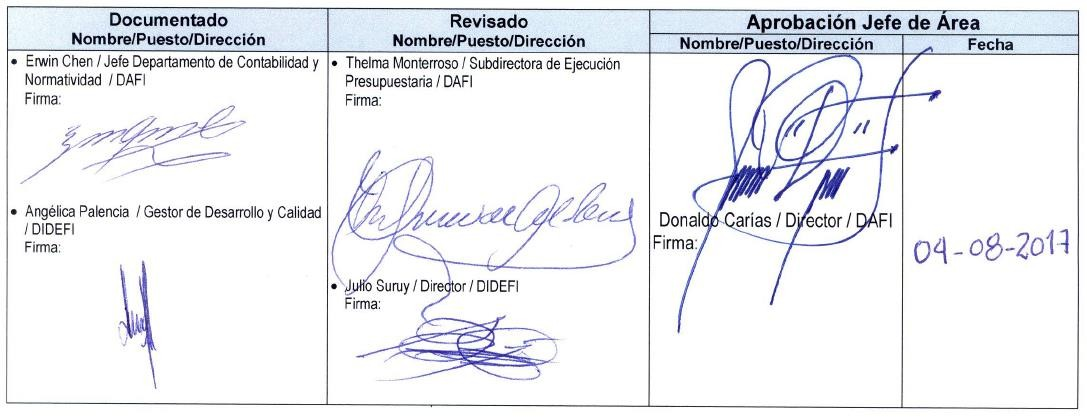 Documentado
Nombre/Puesto/Dirección
Revisado
Nombre/Puesto/Dirección
Aprobación Jefe de Área
Nombre/Puesto/Dirección
Fecha
• Erwin Chen / Jefe Departamento de Contabilidad y
Normatividad / DAFI
Firma:
• Angélica Palencia / Gestor de Desarrollo y Calidad
/ DIDEFI
Firma:
• Thelma Monterroso / Subdirectora de Ejecución
Presupuestaria / DAFI
Firma:
• Julio Suruy / Director / DIDEFI
Firma:
Donaldo Carías / Director / DAFI
Firma:
04-08-2017